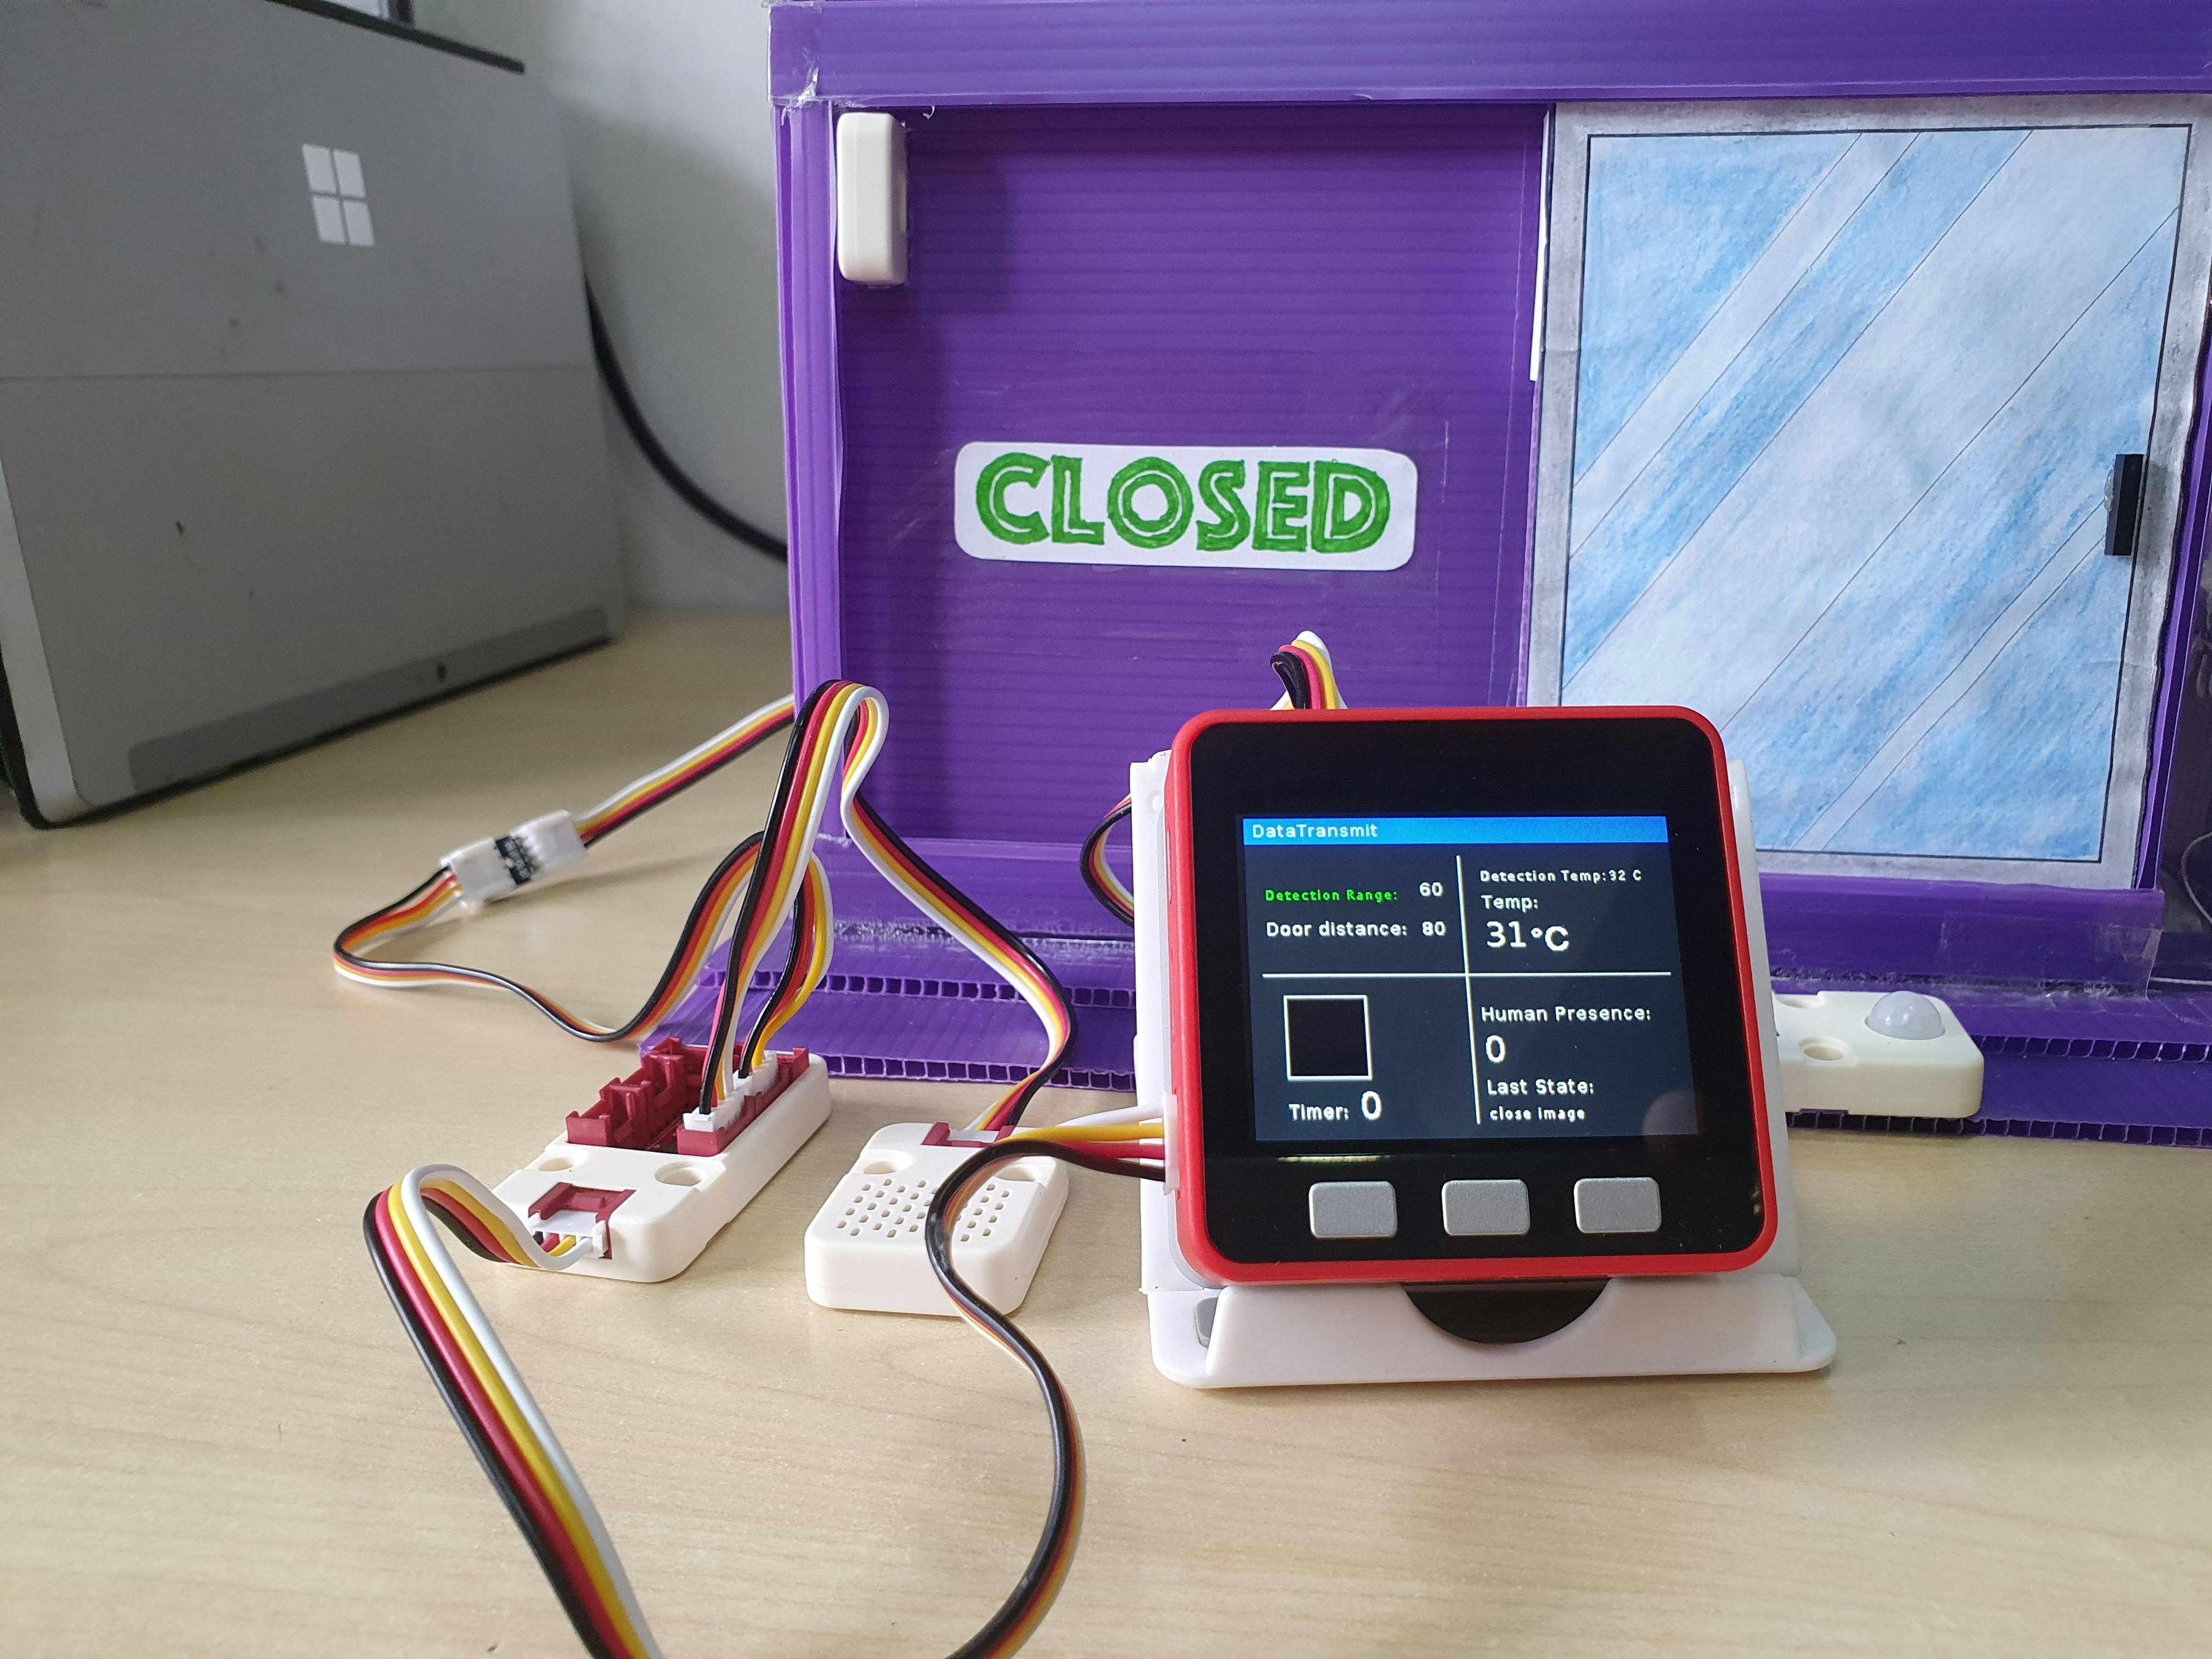 CLOSED
DataTransmit
Detection Range: 60
Door distance: 80
Detection Temp:32 C
Temp:
31°C
Timer: 0
Human Presence:
0
Last State:
close image